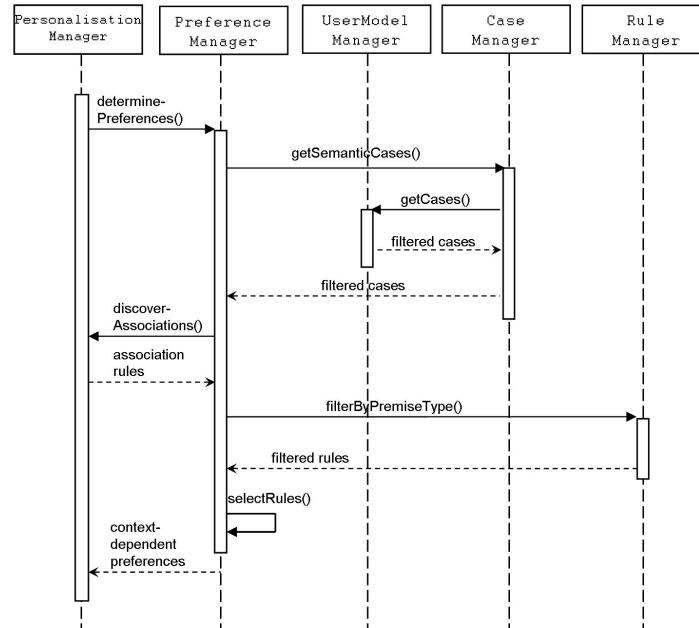 Personalisation
Manager
Preference
Manager
UserModel
Manager
Case
Manager
Rule
Manager
determine-
Preferences()
getSemanticCases()
getCases()
filtered cases
filtered cases
discover-
Associations()
association
rules
filterByPremiseType()
filtered rules
selectRules()
context-
dependent
preferences